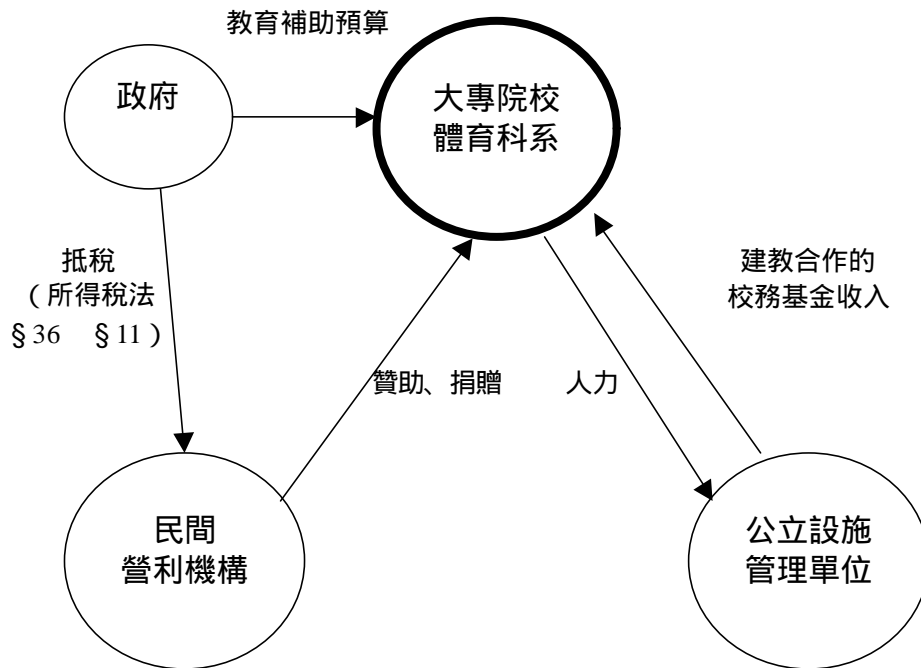 教育補助預算
政府
大專院校
體育科系
抵稅
（所得稅法
§36　§11）
建教合作的
校務基金收入
贊助、捐贈
人力
民間
營利機構
公立設施
管理單位